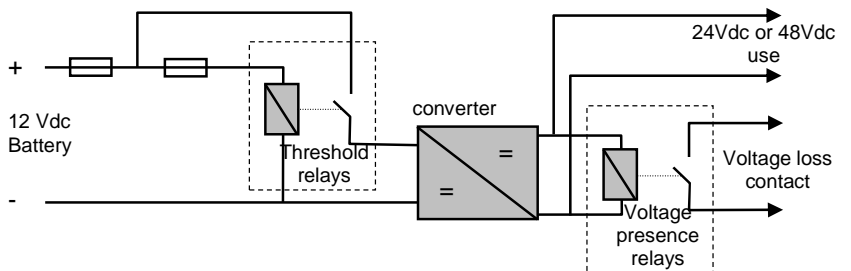 24Vdc or 48Vdc
use
+
12 Vdc
Battery
-
Threshold
relays
converter
=
=
Voltage loss
contact
Voltage
presence
relays